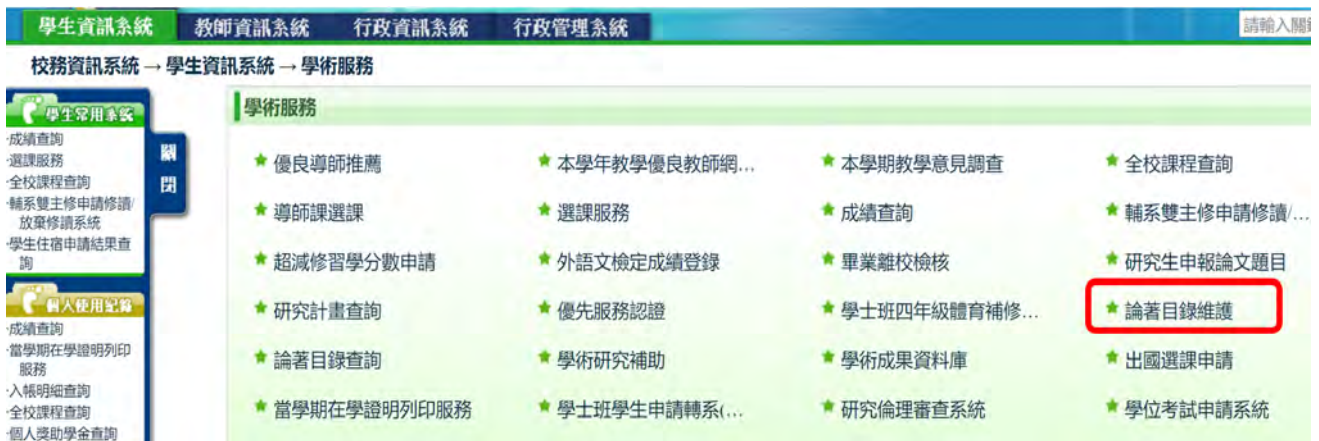 學生資訊系統 教師資訊系統 行政資訊系統 行政管理系統 請輸入關
校務資訊系統 → 學生資訊系統 → 學術服務
學生常用系統
·成績查詢
·選課服務
·全校課程查詢
·輔系雙主修申請修讀/
放棄修讀系統
·學生住宿申請結果查
詢
關
閉
個人使用記錄
·成績查詢
·當學期在學證明列印
服務
·入帳明細查詢
·全校課程查詢
·個人獎助學金查詢
學術服務
優良導師推薦 本學年教學優良教師網... 本學期教學意見調查 全校課程查詢
導師課選課 選課服務 成績查詢 輔系雙主修申請修讀/...
超減修習學分數申請 外語文檢定成績登錄 畢業離校檢核 研究生申報論文題目
研究計畫查詢 優先服務認證 學士班四年級體育補修... 論著目錄維護
論著目錄查詢 學術研究補助 學術成果資料庫 出國選課申請
當學期在學證明列印服務 學士班學生申請轉系(... 研究倫理審查系統 學位考試申請系統